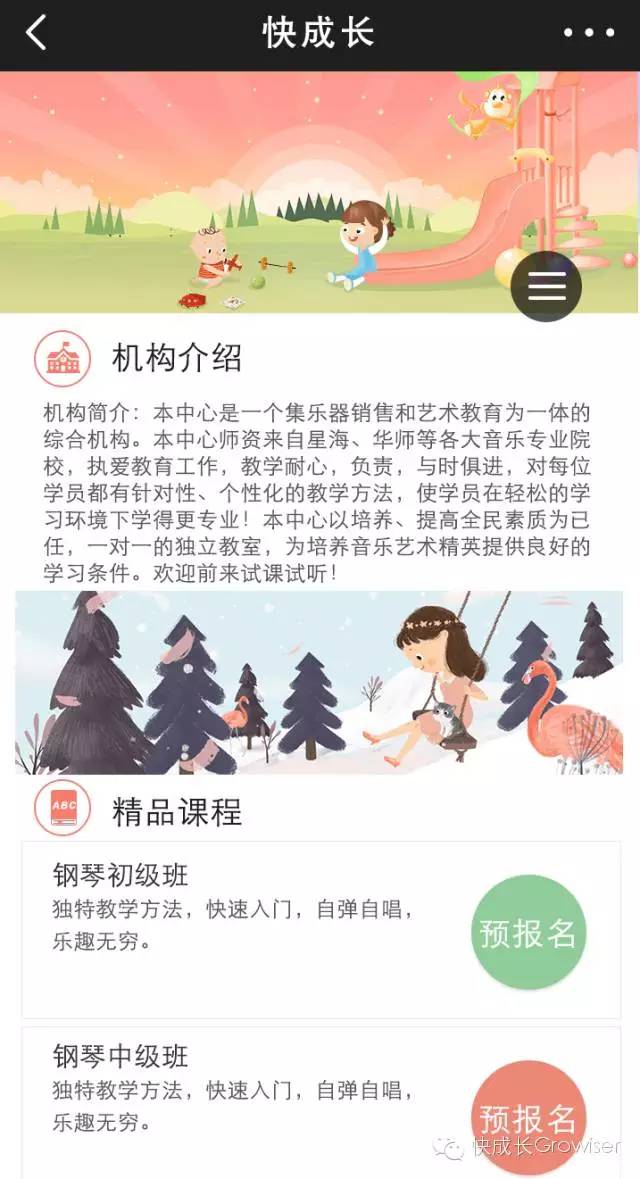 快成长
机构介绍
机构简介：本中心是一个集乐器销售和艺术教育为一体的
综合机构。本中心师资来自星海、华师等各大音乐专业院
校，执爱教育工作，教学耐心，负责，与时俱进，对每位
学员都有针对性、个性化的教学方法，使学员在轻松的学
习环境下学得更专业！本中心以培养、提高全民素质为已
任，一对一的独立教室，为培养音乐艺术精英提供良好的
学习条件。欢迎前来试课试听！
ABC
精品课程
钢琴初级班
独特教学方法，快速入门，自弹自唱，
乐趣无穷。
预报名
钢琴中级班
独特教学方法，快速入门，自弹自唱，
乐趣无穷。
预报名
快成长Growiser